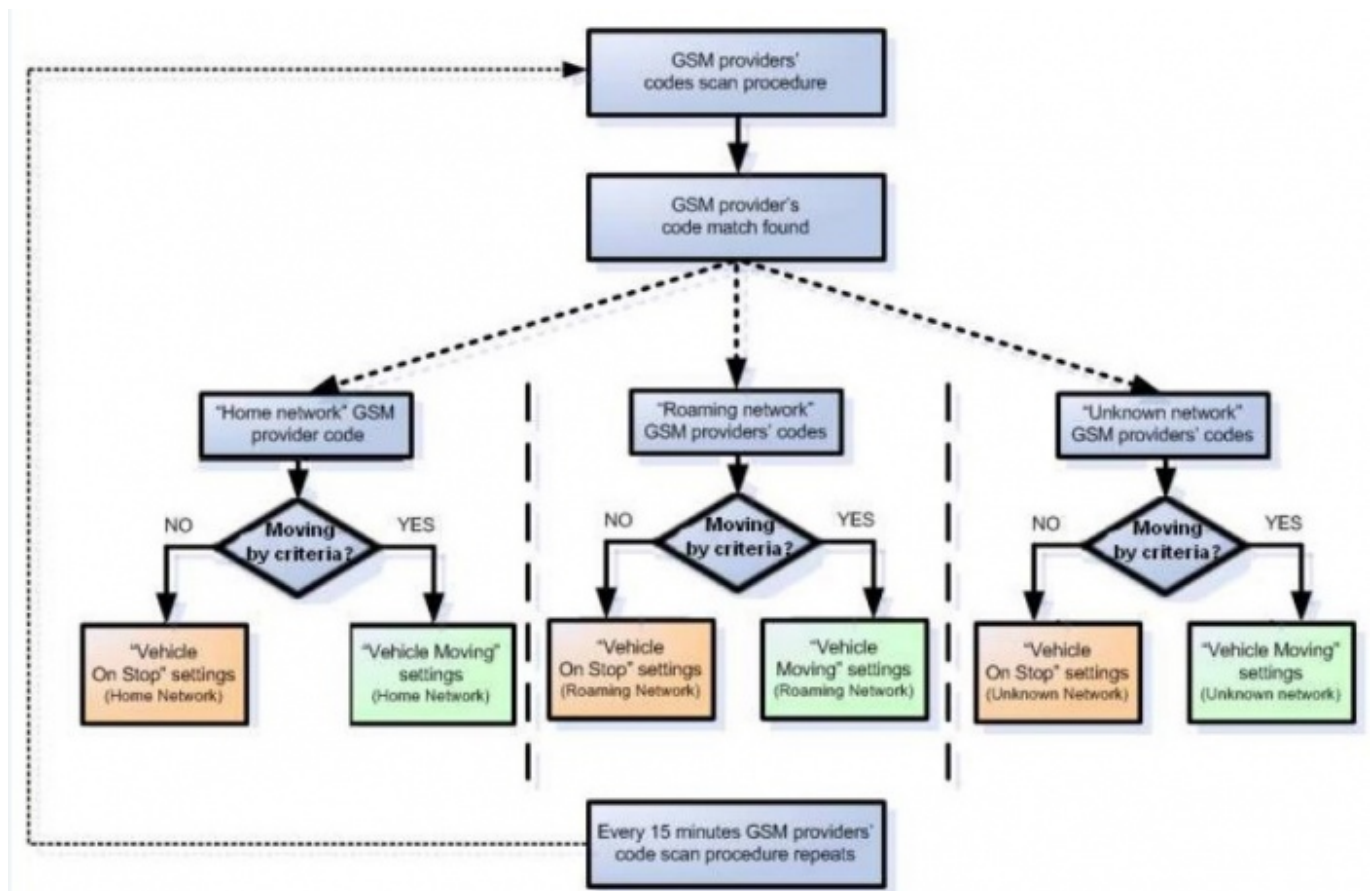 GSM providers'
codes scan procedure
GSM provider's
code match found
"Home network" GSM
provider code
"Roaming network"
GSM providers' codes
"Unknown network"
GSM providers' codes
NO
Moving
by criteria?
YES
NO
Moving
by criteria?
YES
NO
Moving
by criteria?
YES
"Vehicle
On Stop" settings
(Home Network)
"Vehicle Moving"
settings
(Home Network)
"Vehicle
On Stop" settings
(Roaming Network)
"Vehicle
Moving" settings
(Roaming Network)
"Vehicle
On Stop" settings
(Unknown Network)
"Vehicle Moving"
settings
(Unknown network)
Every 15 minutes GSM providers'
code scan procedure repeats